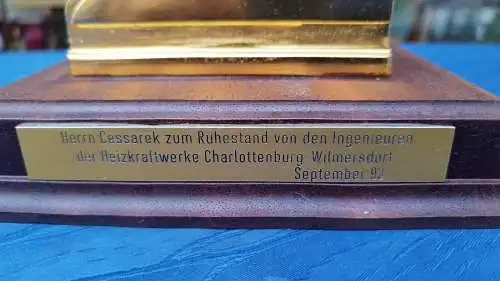 Herrn Cessarek zum Ruhestand von den Ingenieuren
der Heizkraftwerke Charlottenburg Wilmersdorf
September 92